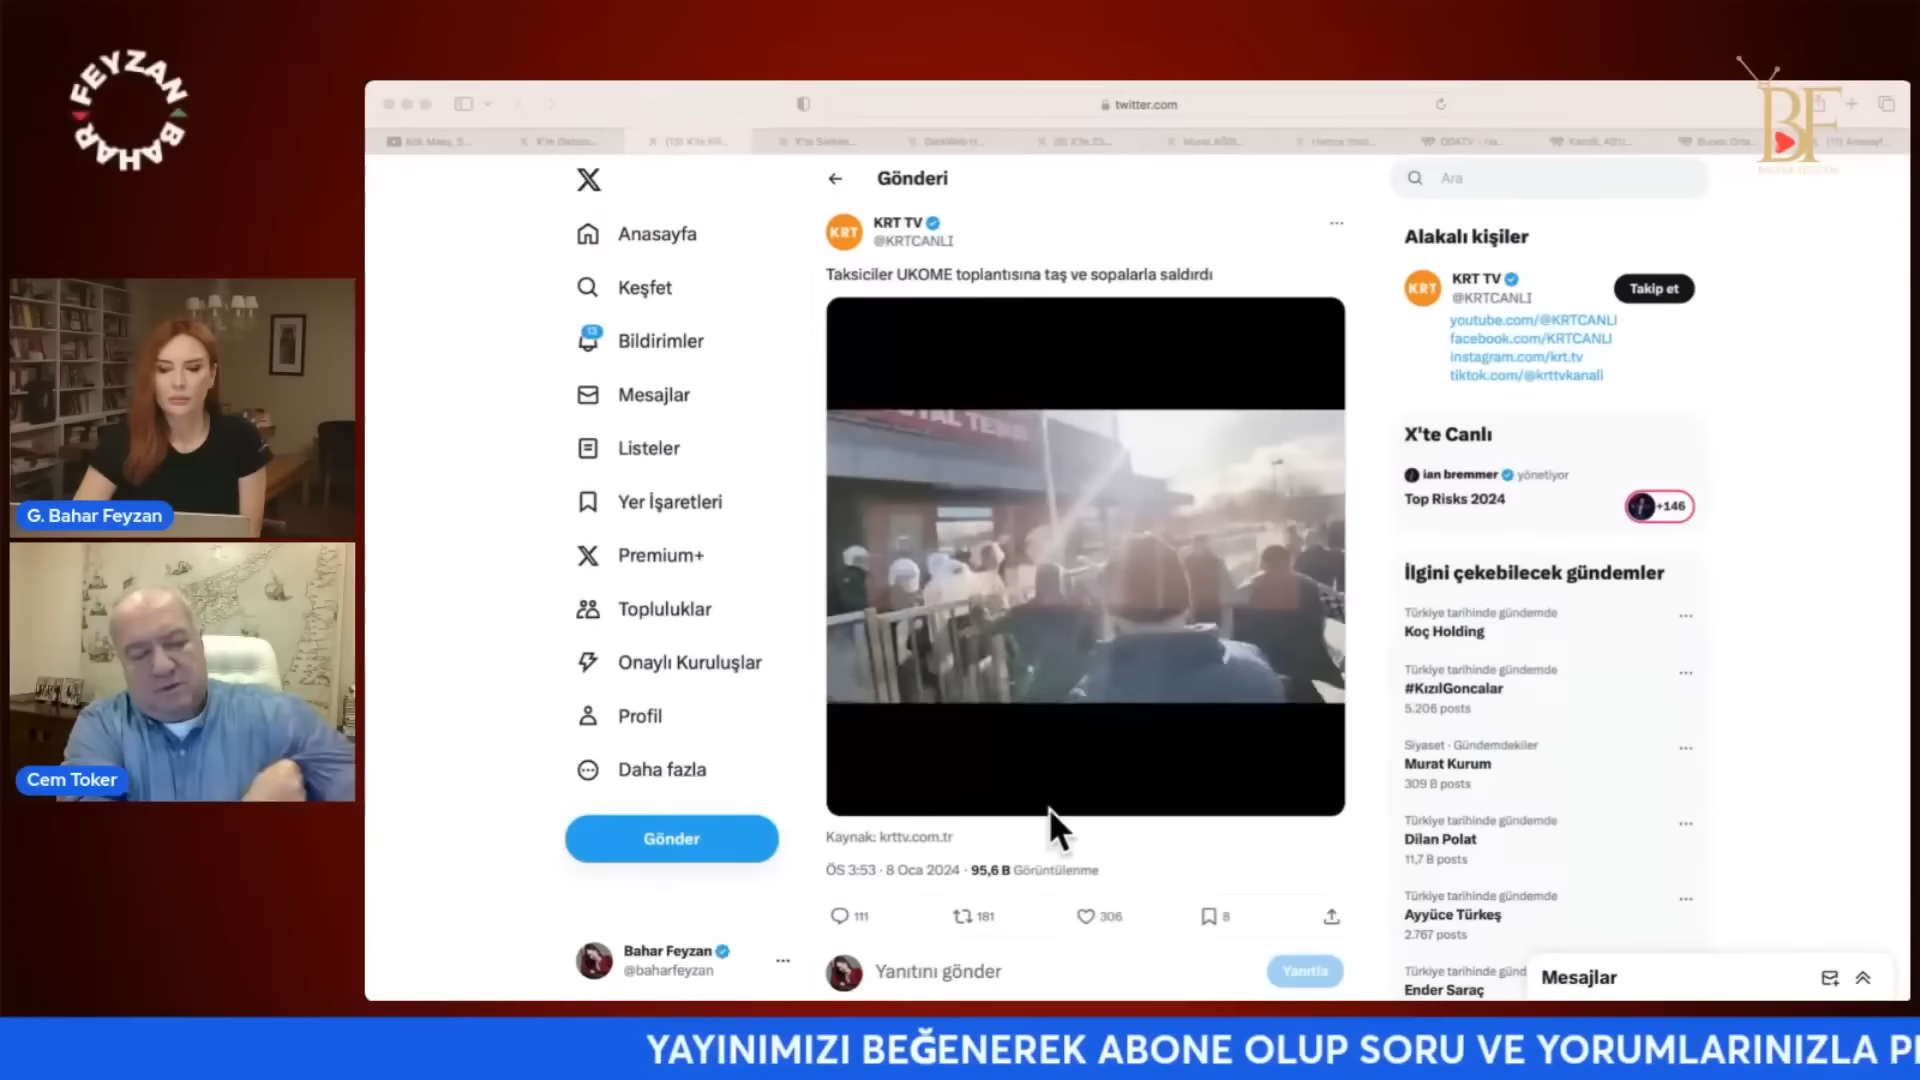 FEYZAN
BAHAR
BF
twitter.com
X
Gönderi
Ara
Anasayfa
Keşfet
13
Bildirimler
Mesajlar
Listeler
Yer İşaretleri
Premium+
Topluluklar
Onaylı Kuruluşlar
Profil
Daha fazla
Gönder
Bahar Feyzan
@baharfeyzan
KRT
KRT TV
@KRTCANLI
Taksiciler UKOME toplantısına taş ve sopalarla saldırdı
Kaynak: krttv.com.tr
ÖS 3:53 · 8 Oca 2024 · 95,6 B Görüntülenme
111
181
306
8
Yanıtını gönder
Yanıtla
Alakalı kişiler
KRT
KRT TV
@KRTCANLI
Takip et
youtube.com/@KRTCANLI
facebook.com/KRTCANLI
instagram.com/krt.tv
tiktok.com/@krttvkanali
X'te Canlı
ian bremmer yönetiyor
Top Risks 2024
+146
İlgini çekebilecek gündemler
Türkiye tarihinde gündemde
Koç Holding
Türkiye tarihinde gündemde
#KızılGoncalar
5.206 posts
Siyaset · Gündemdekiler
Murat Kurum
309 B posts
Türkiye tarihinde gündemde
Dilan Polat
11,7 B posts
Türkiye tarihinde gündemde
Ayyüce Türkeş
2.767 posts
Türkiye tarihinde günd
Ender Saraç
Mesajlar
G. Bahar Feyzan
Cem Toker
YAYINIMIZI BEĞENEREK ABONE OLUP SORU VE YORUMLARINIZLA